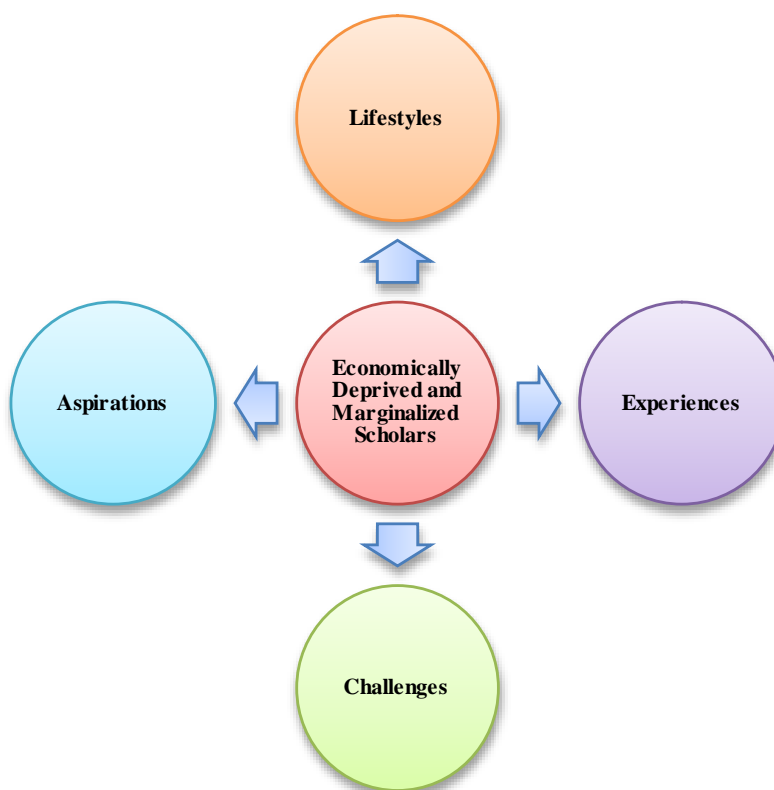 Lifestyles
Aspirations
Economically
Deprived and
Marginalized
Scholars
Experiences
Challenges